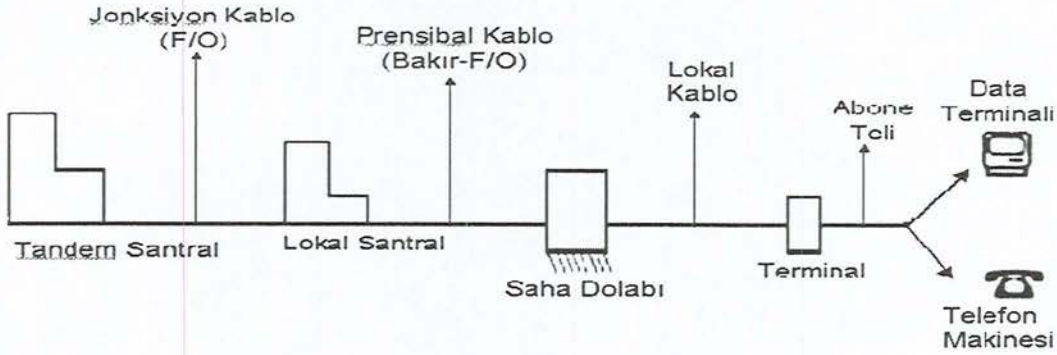 Jonksiyon Kablo
(F/O)
Prensibal Kablo
(Bakır-F/O)
Lokal
Kablo
Abone
Teli
Data
Terminali
Tandem Santral
Lokal Santral
Saha Dolabı
Terminal
Telefon
Makinesi